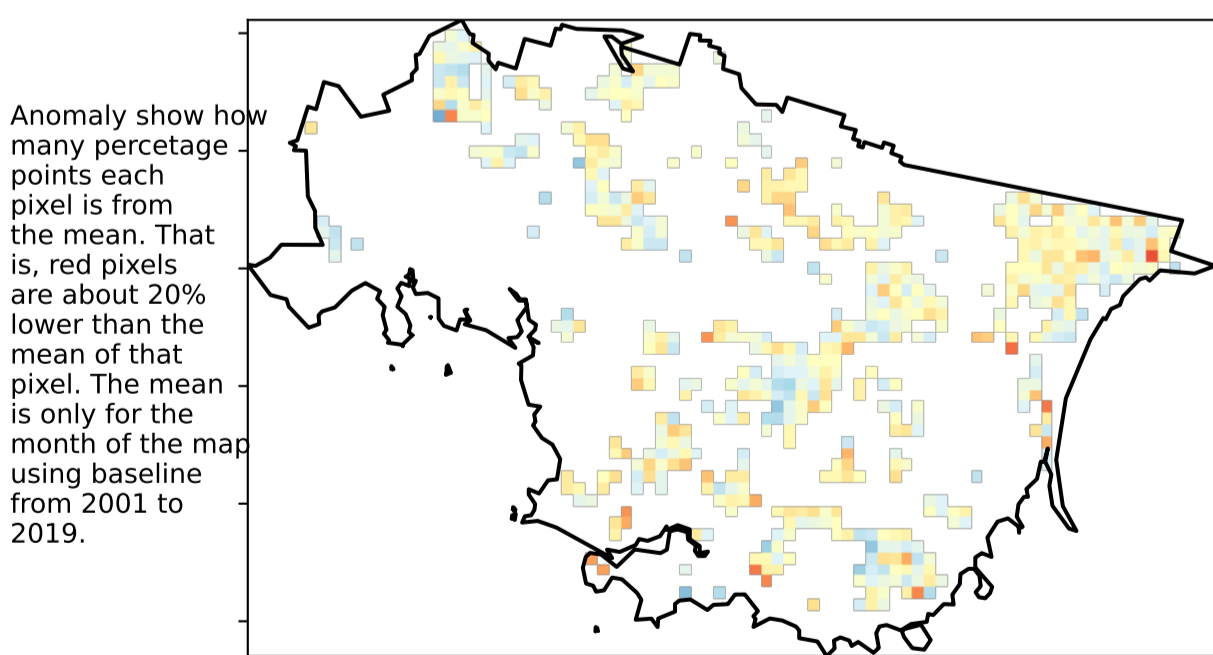 Anomaly show how
many percetage
points each
pixel is from
the mean. That
is, red pixels
are about 20%
lower than the
mean of that
pixel. The mean
is only for the
month of the map
using baseline
from 2001 to
2019.